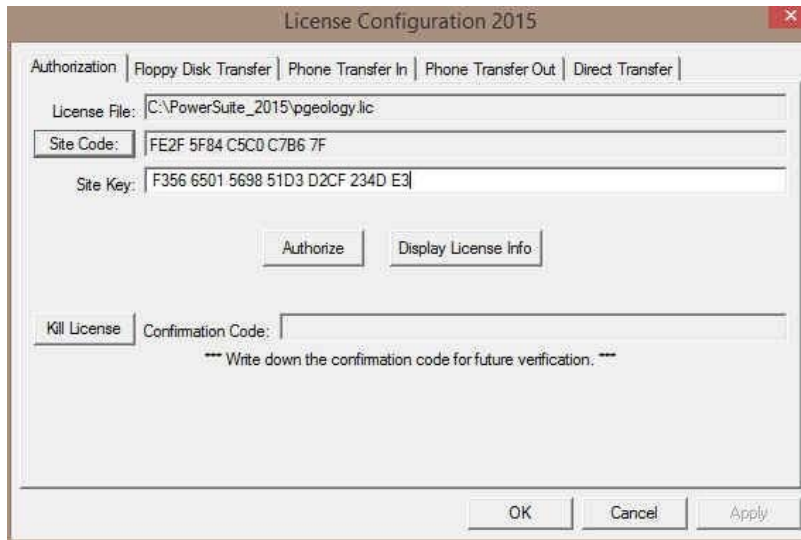 License Configuration 2015
Authorization Floppy Disk Transfer Phone Transfer In Phone Transfer Out Direct Transfer
License File: C:\PowerSuite_2015\pgeology.lic
Site Code: FE2F 5F84 C5C0 C7B6 7F
Site Key: F356 6501 5698 51D3 D2CF 234D E3
Authorize Display License Info
Kill License Confirmation Code:
*** Write down the confirmation code for future verification. ***
OK Cancel Apply